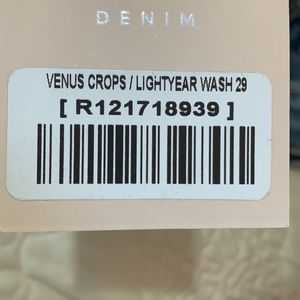 DENIM
VENUS CROPS / LIGHTYEAR WASH 29
[ R121718939 ]